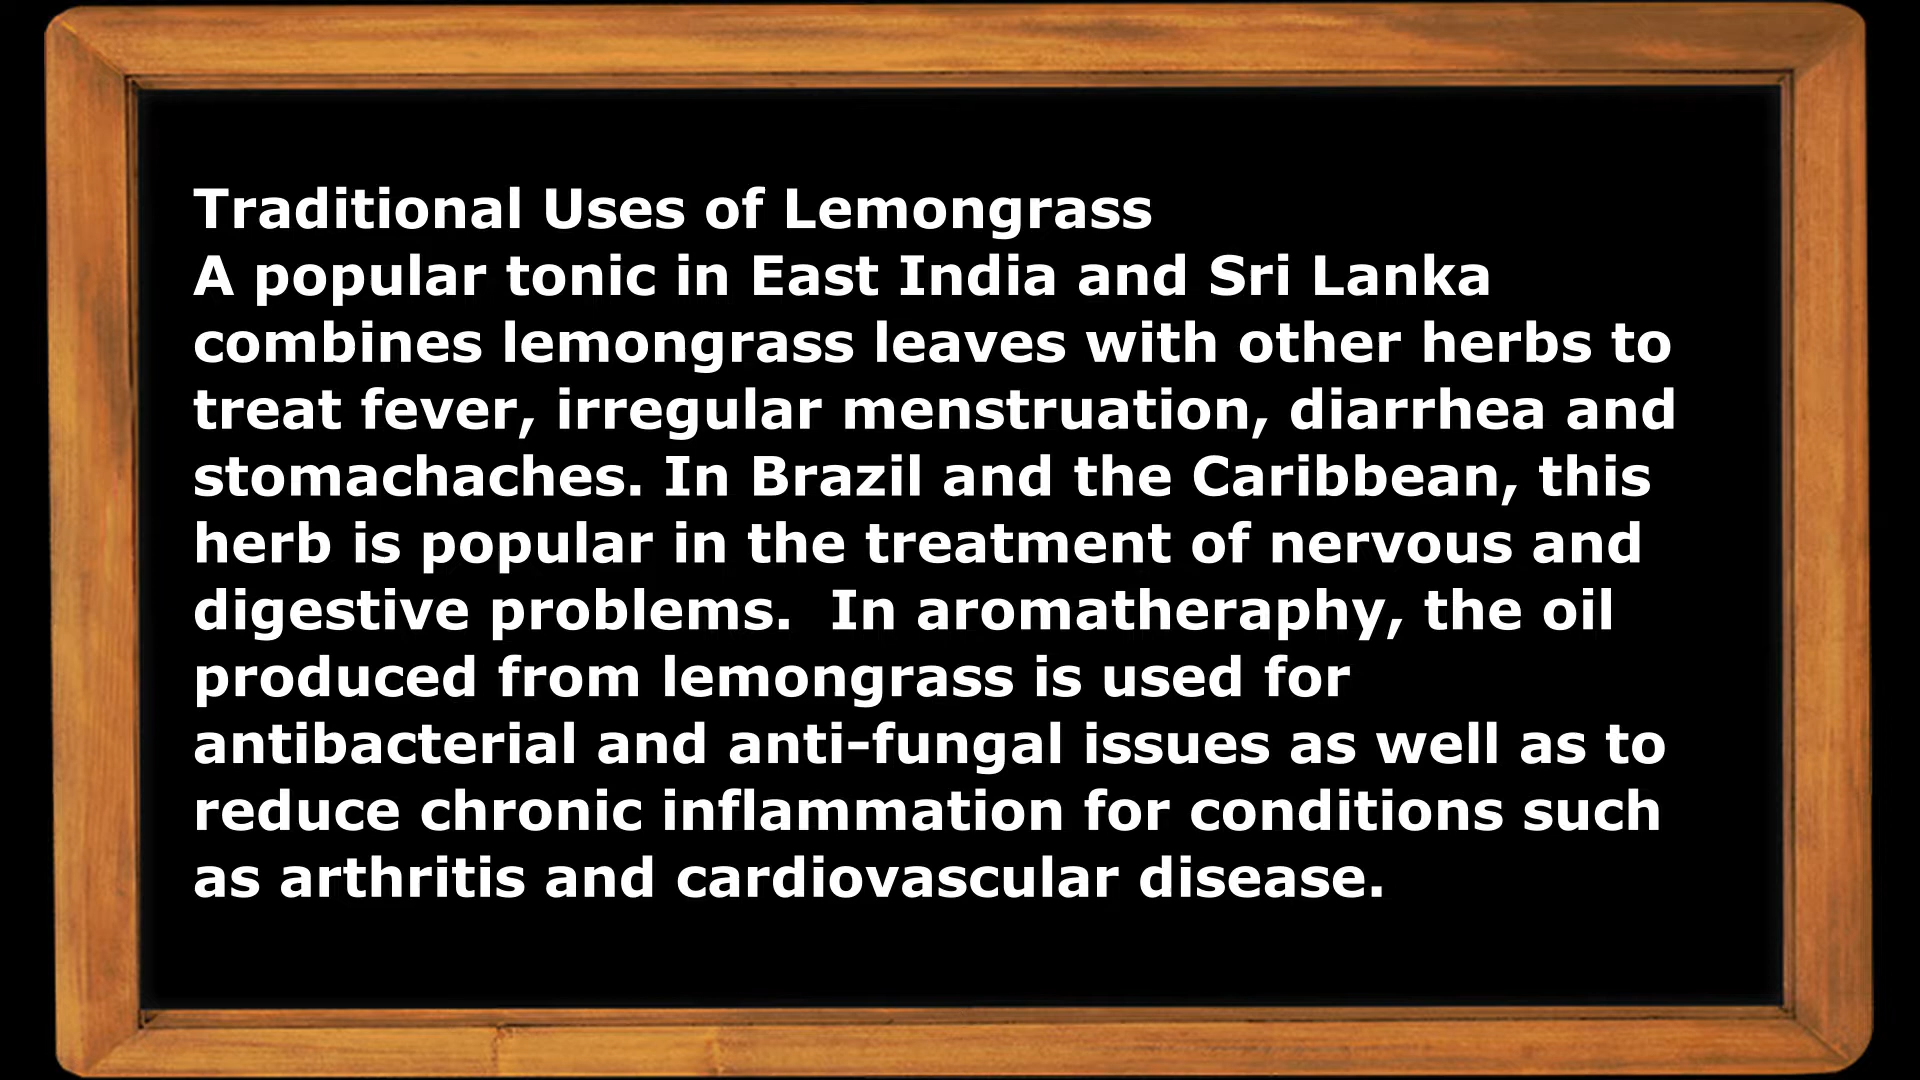 Traditional Uses of Lemongrass
A popular tonic in East India and Sri Lanka
combines lemongrass leaves with other herbs to
treat fever, irregular menstruation, diarrhea and
stomachaches. In Brazil and the Caribbean, this
herb is popular in the treatment of nervous and
digestive problems.  In aromatheraphy, the oil
produced from lemongrass is used for
antibacterial and anti-fungal issues as well as to
reduce chronic inflammation for conditions such
as arthritis and cardiovascular disease.